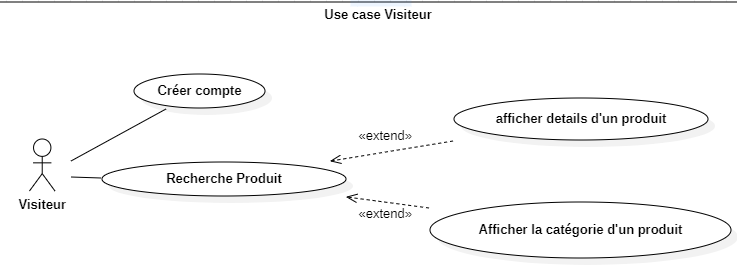 Use case Visiteur
Créer compte
«extend»
afficher details d'un produit
Recherche Produit
Visiteur
«extend»
Afficher la catégorie d'un produit